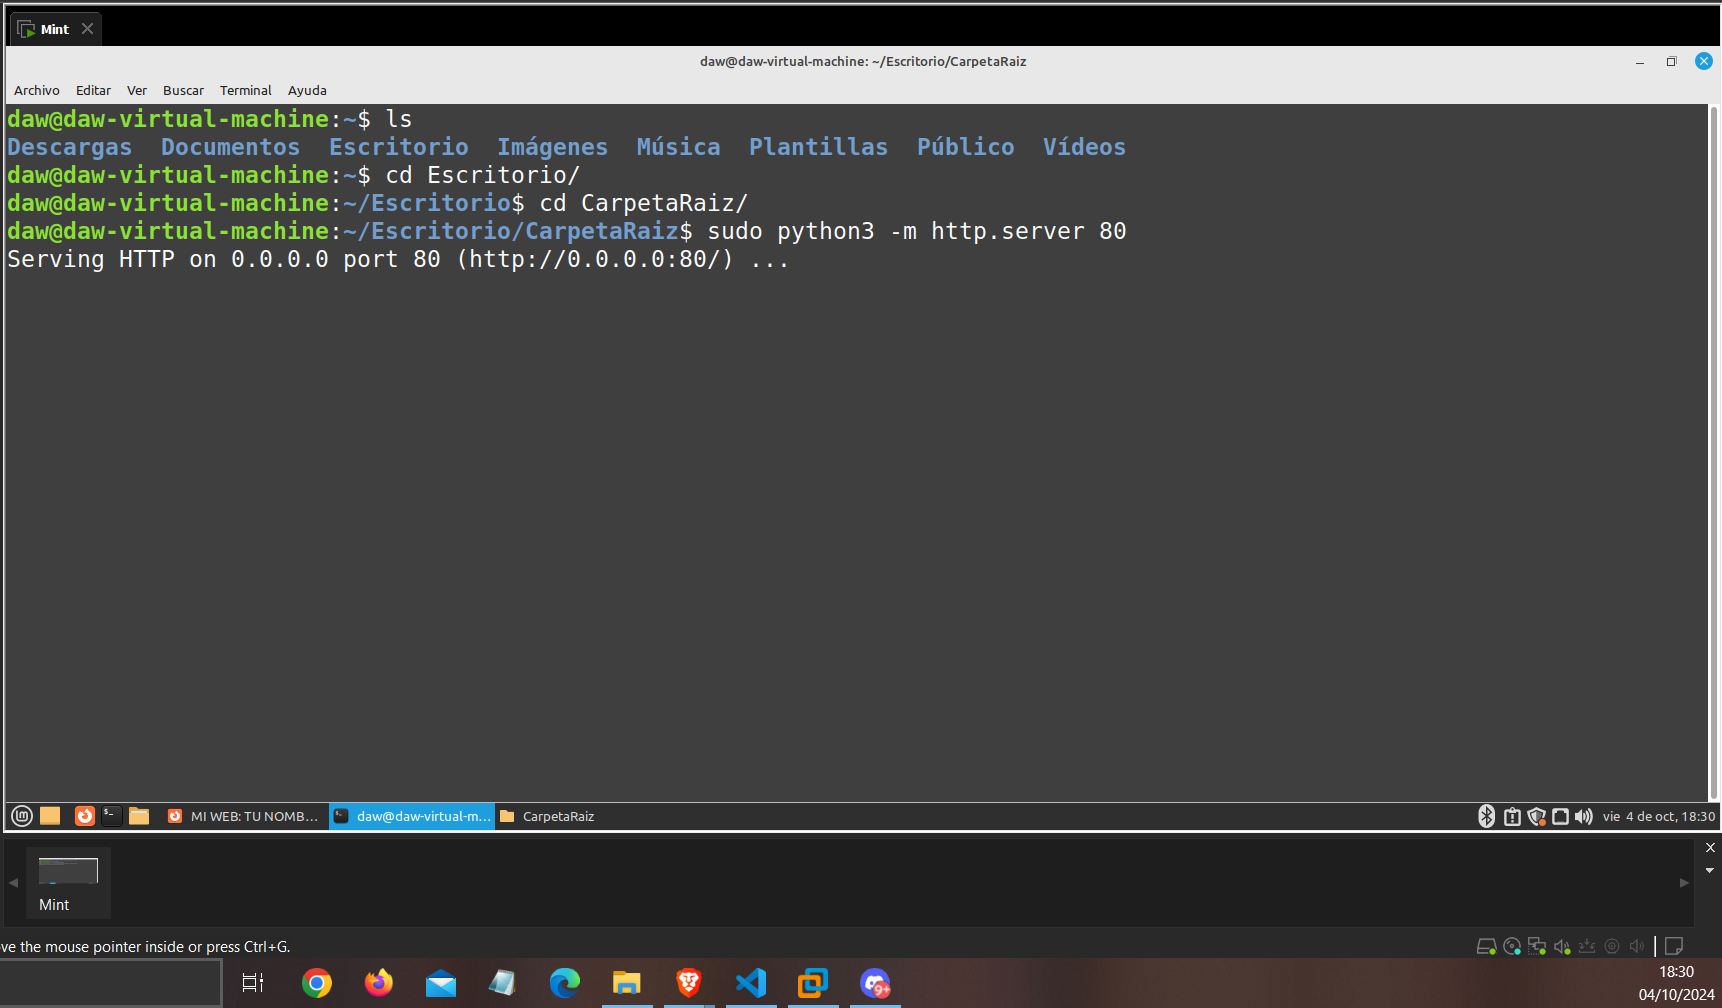 Mint
daw@daw-virtual-machine: ~/Escritorio/CarpetaRaiz
Archivo Editar Ver Buscar Terminal Ayuda
daw@daw-virtual-machine:~$ ls
Descargas Documentos Escritorio Imágenes Música Plantillas Público Vídeos
daw@daw-virtual-machine:~$ cd Escritorio/
daw@daw-virtual-machine:~/Escritorio$ cd CarpetaRaiz/
daw@daw-virtual-machine:~/Escritorio/CarpetaRaiz$ sudo python3 -m http.server 80
Serving HTTP on 0.0.0.0 port 80 (http://0.0.0.0:80/) ...
MI WEB: TU NOMB... daw@daw-virtual-m... CarpetaRaiz vie 4 de oct, 18:30
Mint
ve the mouse pointer inside or press Ctrl+G.
9+
18:30
04/10/2024